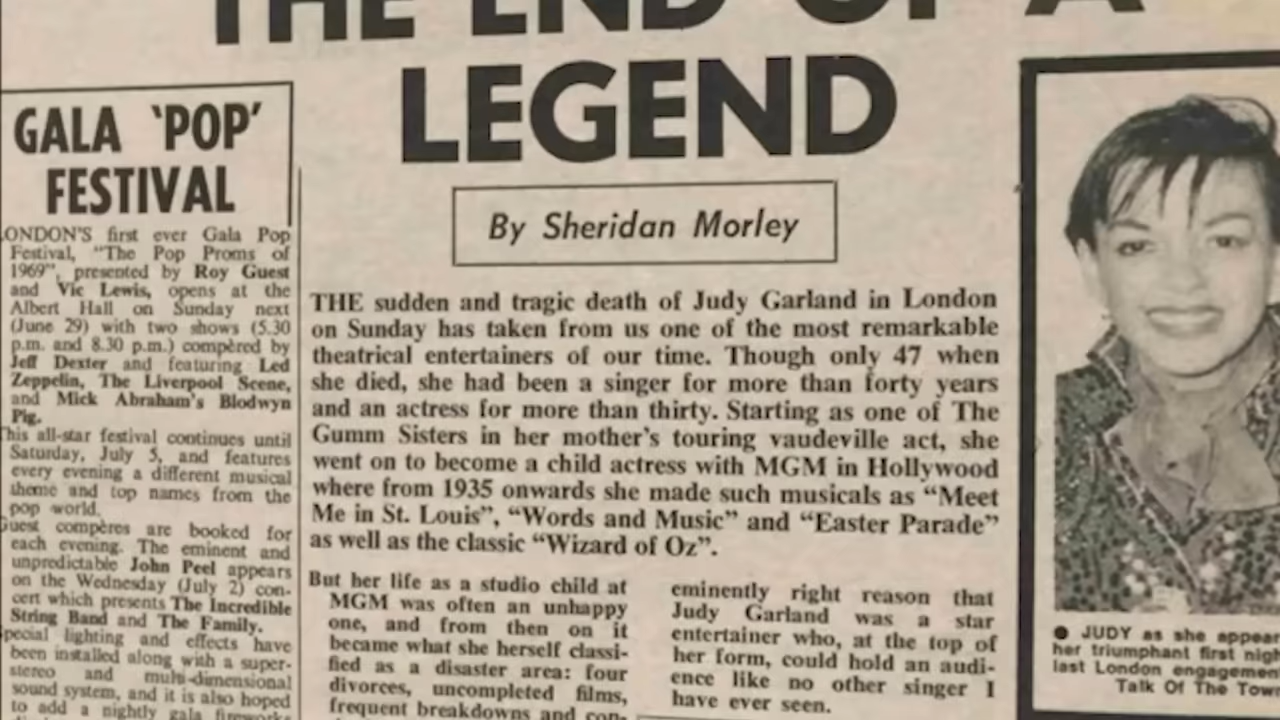 THE END OF A
LEGEND
GALA 'POP'
FESTIVAL
ONDON'S first ever Gala Pop
Festival, "The Pop Proms of
1969", presented by Roy Guest
and Vic Lewis, opens at the
Albert Hall on Sunday next
(June 29) with two shows (5.30
p.m. and 8.30 p.m.) compèred by
Jeff Dexter and featuring Led
Zeppelin, The Liverpool Scene,
and Mick Abraham's Blodwyn
Pig.
This all-star festival continues until
Saturday, July 5, and features
every evening a different musical
theme and top names from the
pop world.
Guest compères are booked for
each evening. The eminent and
unpredictable John Peel appears
on the Wednesday (July 2) con-
cert which presents The Incredible
String Band and The Family.
Special lighting and effects have
been installed along with a super-
stereo and multi-dimensional
sound system, and it is also hoped
to add a nightly gala fireworks
By Sheridan Morley
THE sudden and tragic death of Judy Garland in London
on Sunday has taken from us one of the most remarkable
theatrical entertainers of our time. Though only 47 when
she died, she had been a singer for more than forty years
and an actress for more than thirty. Starting as one of The
Gumm Sisters in her mother's touring vaudeville act, she
went on to become a child actress with MGM in Hollywood
where from 1935 onwards she made such musicals as "Meet
Me in St. Louis", "Words and Music" and "Easter Parade"
as well as the classic "Wizard of Oz".
But her life as a studio child at
MGM was often an unhappy
one, and from then on it
became what she herself classi-
fied as a disaster area: four
divorces, uncompleted films,
frequent breakdowns and con-
eminently right reason that
Judy Garland was a star
entertainer who, at the top of
her form, could hold an audi-
ence like no other singer I
have ever seen.
● JUDY as she appear
her triumphant first nigh
last London engagemen
Talk Of The Town